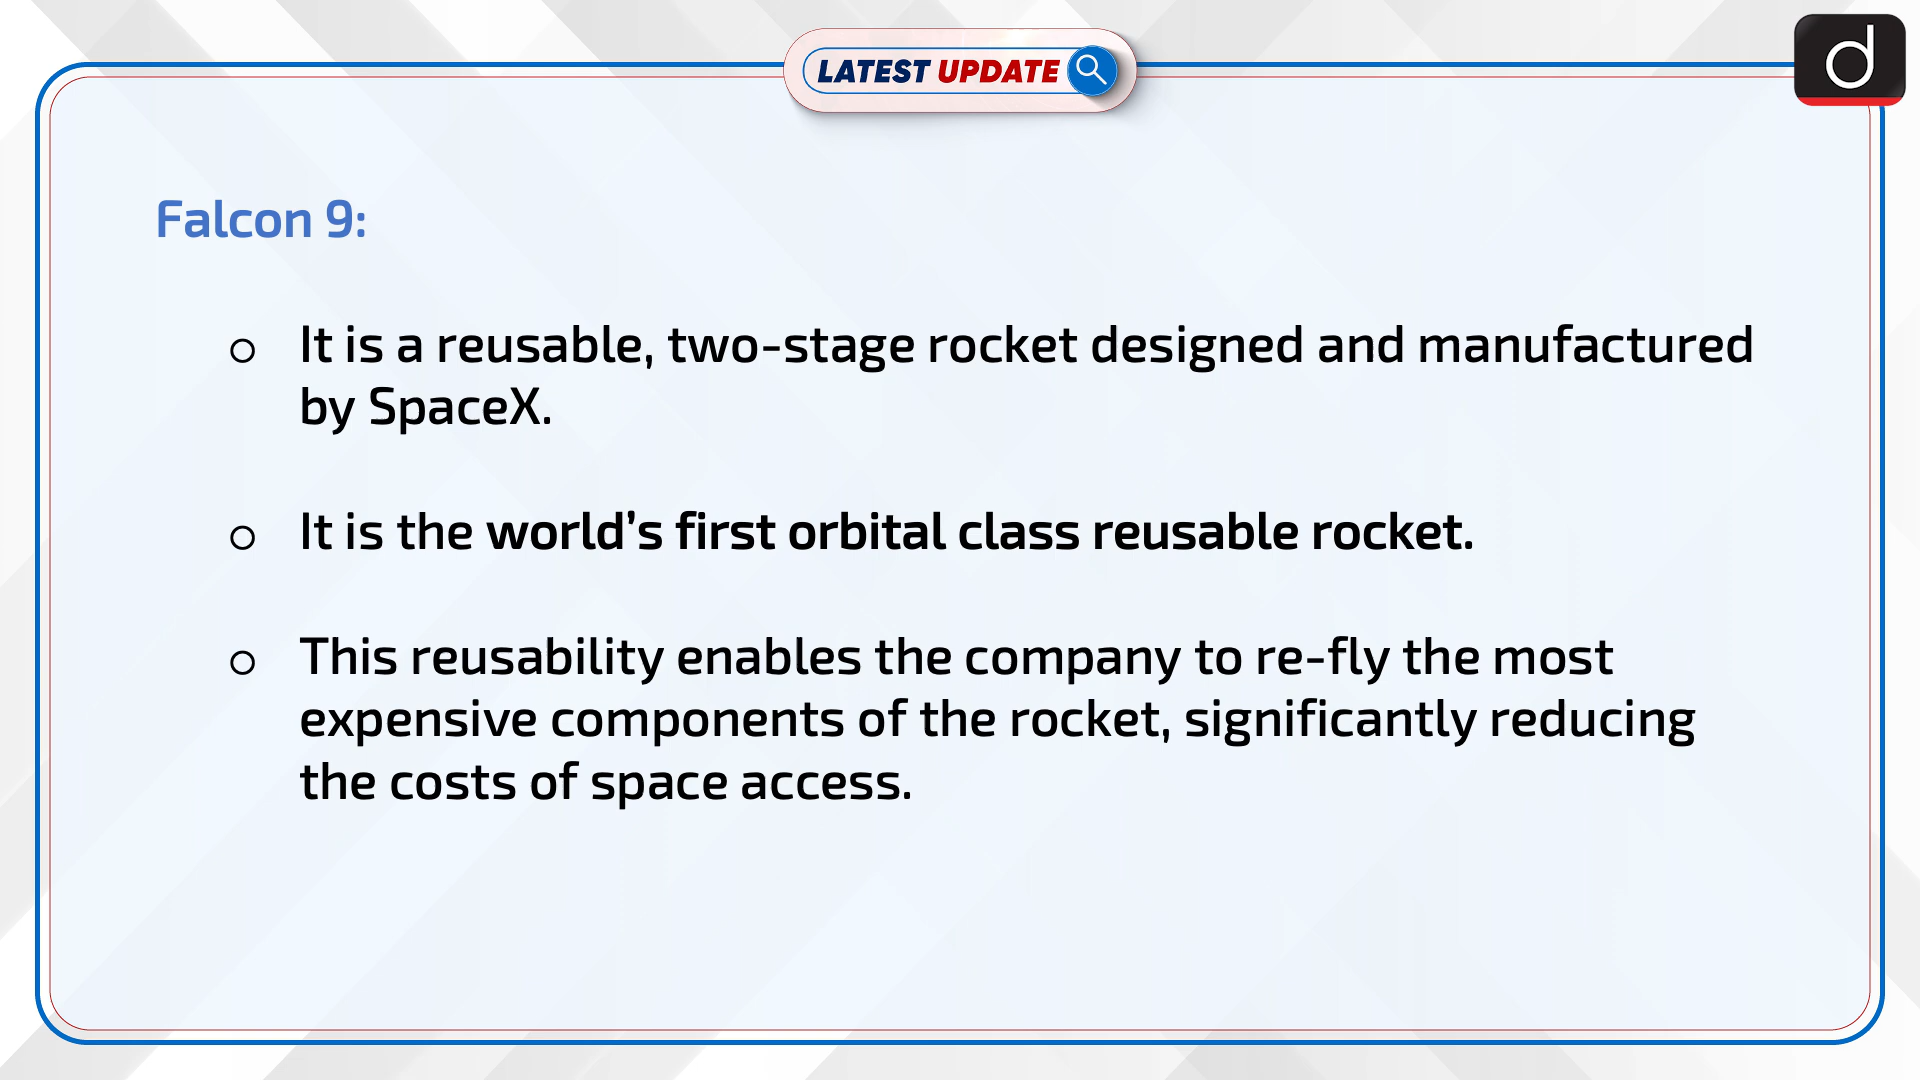 LATEST UPDATE
d
Falcon 9:
○ It is a reusable, two-stage rocket designed and manufactured
by SpaceX.
○ It is the world’s first orbital class reusable rocket.
○ This reusability enables the company to re-fly the most
expensive components of the rocket, significantly reducing
the costs of space access.